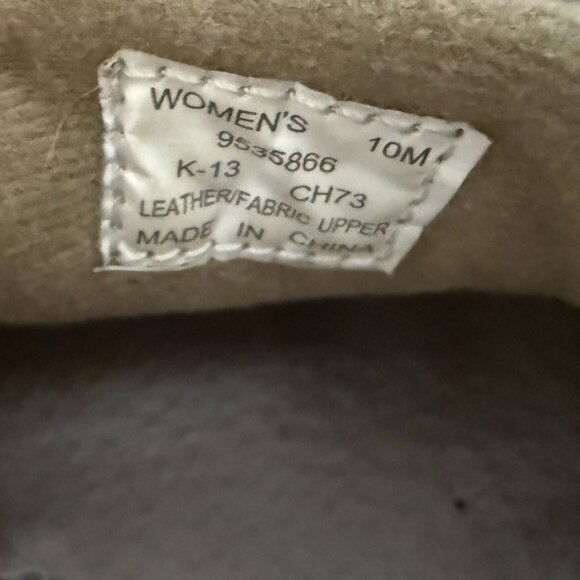 WOMEN'S 10M
9535866
K-13 CH73
LEATHER/FABRIC UPPER
MADE IN CHINA